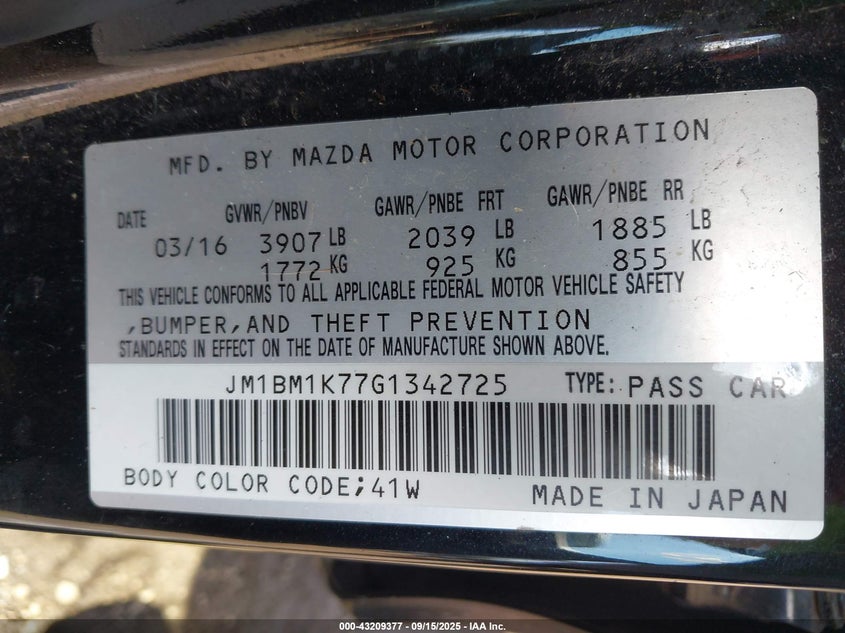 MFD. BY MAZDA MOTOR CORPORATION
DATE GVWR/PNBV GAWR/PNBE FRT GAWR/PNBE RR
03/16 3907 LB 2039 LB 1885 LB
1772 KG 925 KG 855 KG
THIS VEHICLE CONFORMS TO ALL APPLICABLE FEDERAL MOTOR VEHICLE SAFETY
,BUMPER,AND THEFT PREVENTION
STANDARDS IN EFFECT ON THE DATE OF MANUFACTURE SHOWN ABOVE.
JM1BM1K77G1342725 TYPE: PASS CAR
BODY COLOR CODE;41W MADE IN JAPAN
000-43209377 - 09/15/2025 - IAA Inc.